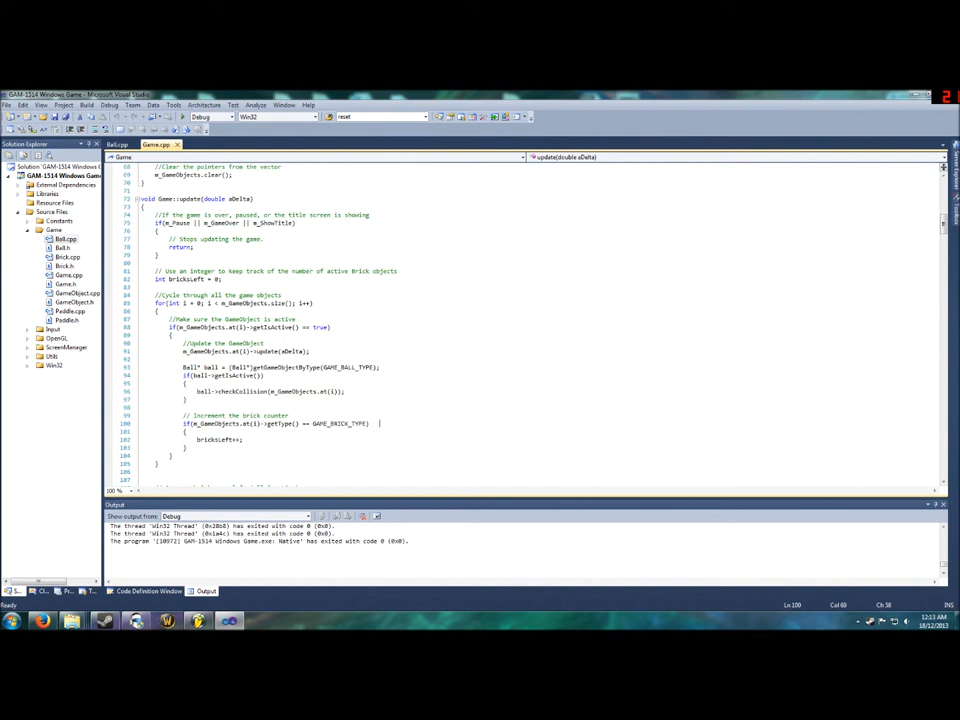 GAM-1514 Windows Game - Microsoft Visual Studio
File Edit View Project Build Debug Team Data Tools Architecture Test Analyze Window Help
Debug Win32 reset
Solution Explorer
Solution 'GAM-1514 Windows G
GAM-1514 Windows Game
External Dependencies
Libraries
Resource Files
Source Files
Constants
Game
Ball.cpp
Ball.h
Brick.cpp
Brick.h
Game.cpp
Game.h
GameObject.cpp
GameObject.h
Paddle.cpp
Paddle.h
Input
OpenGL
ScreenManager
Utils
Win32
Ball.cpp Game.cpp
Game update(double aDelta)
68 //Clear the pointers from the vector
69 m_GameObjects.clear();
70 }
71
72 void Game::update(double aDelta)
73 {
74 //If the game is over, paused, or the title screen is showing
75 if(m_Pause || m_GameOver || m_ShowTitle)
76 {
77 // Stops updating the game.
78 return;
79 }
80
81 // Use an integer to keep track of the number of active Brick objects
82 int bricksLeft = 0;
83
84 //Cycle through all the game objects
85 for(int i = 0; i < m_GameObjects.size(); i++)
86 {
87 //Make sure the GameObject is active
88 if(m_GameObjects.at(i)->getIsActive() == true)
89 {
90 //Update the GameObject
91 m_GameObjects.at(i)->update(aDelta);
92
93 Ball* ball = (Ball*)getGameObjectByType(GAME_BALL_TYPE);
94 if(ball->getIsActive())
95 {
96 ball->checkCollision(m_GameObjects.at(i));
97 }
98
99 // Increment the brick counter
100 if(m_GameObjects.at(i)->getType() == GAME_BRICK_TYPE)
101 {
102 bricksLeft++;
103 }
104 }
105 }
106
100 %
Output
Show output from: Debug
The thread 'Win32 Thread' (0x28b8) has exited with code 0 (0x0).
The thread 'Win32 Thread' (0x1a4c) has exited with code 0 (0x0).
The program '[10972] GAM-1514 Windows Game.exe: Native' has exited with code 0 (0x0).
S... Cl... Pr... T... Code Definition Window Output
Ready Ln 100 Col 69 Ch 58 INS
12:13 AM
18/12/2013
Server Explorer
Toolbox